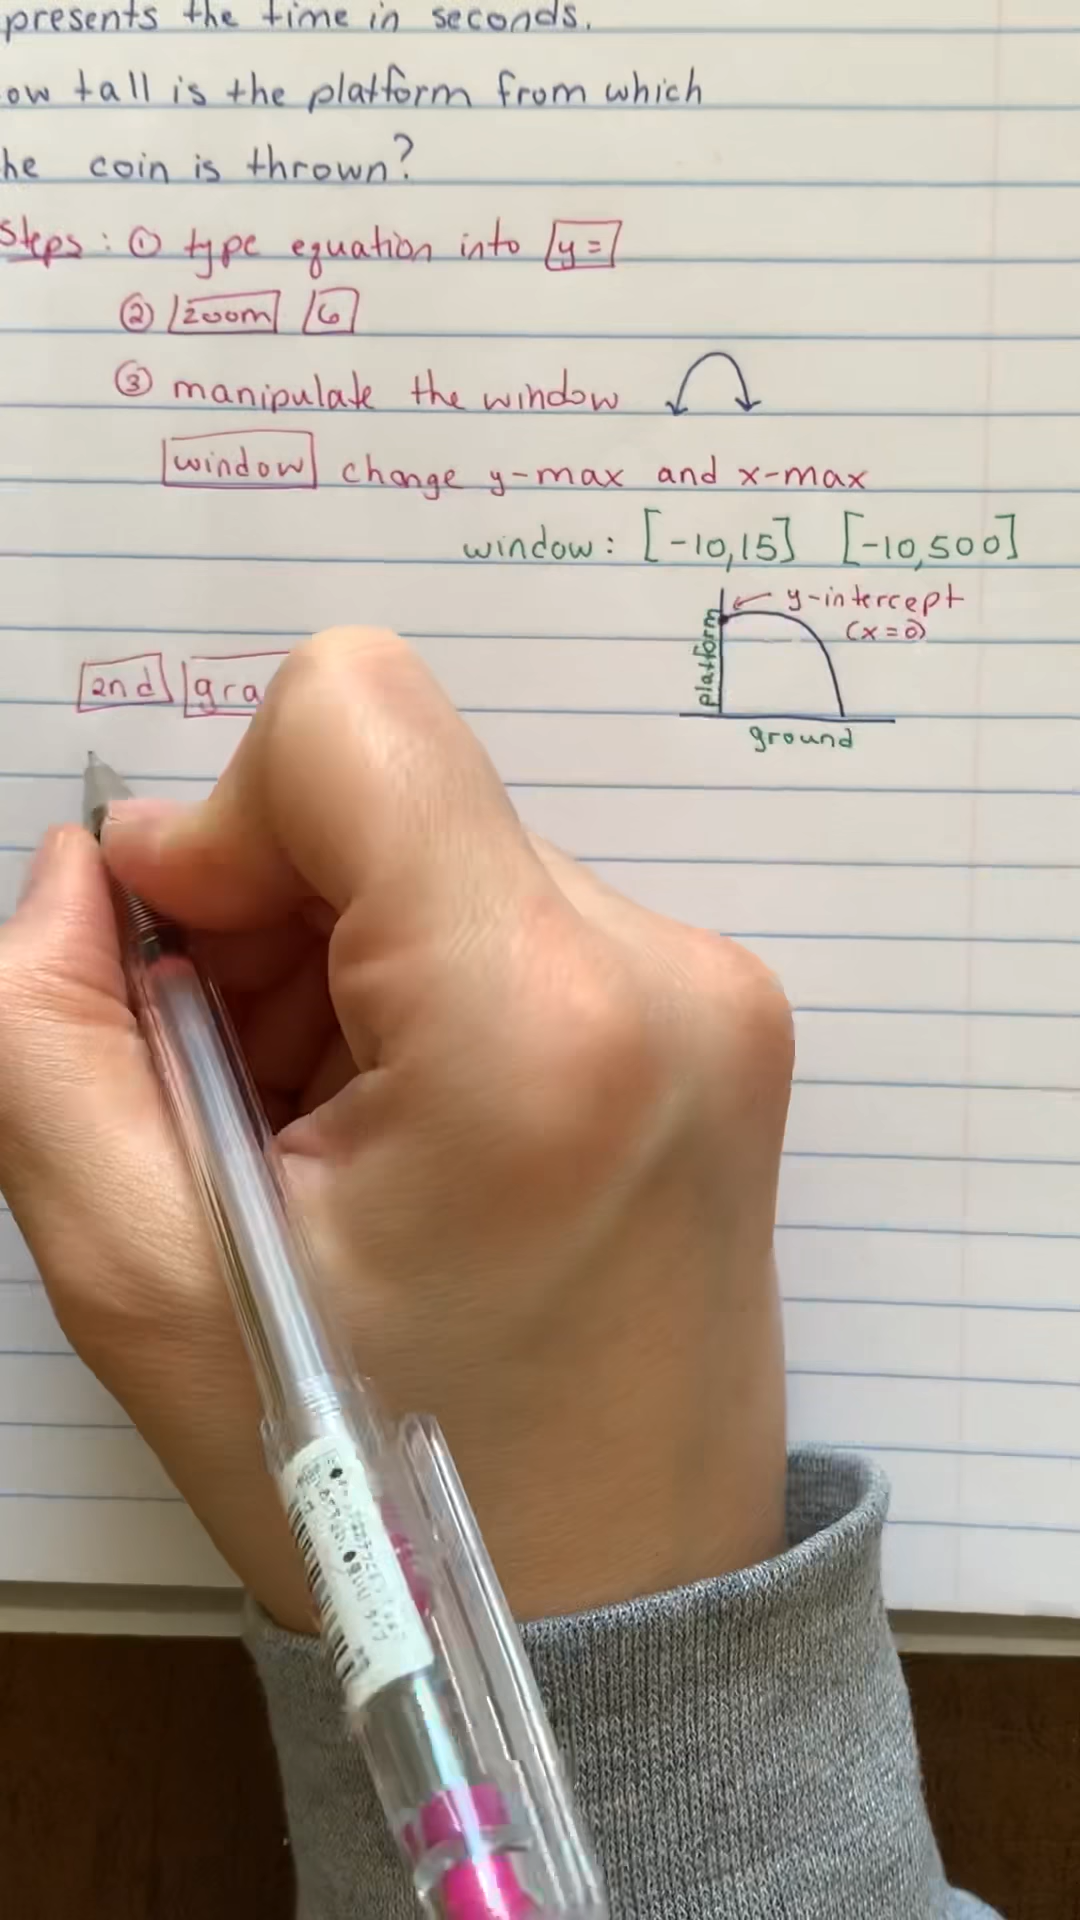 presents the time in seconds.
ow tall is the platform from which
he coin is thrown?
Steps: ① type equation into y=
② zoom 6
③ manipulate the window
window change y-max and x-max
window: [-10,15] [-10,500]
y-intercept
(x=0)
platform
2nd gra
ground